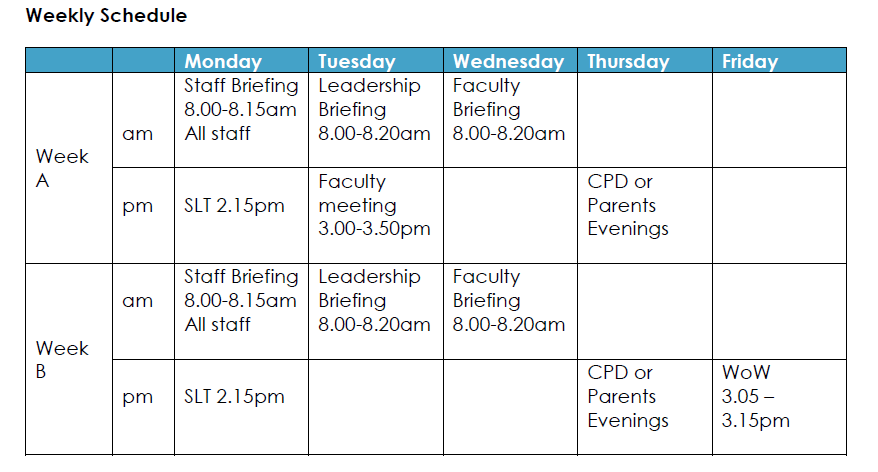 Weekly Schedule
Monday Tuesday Wednesday Thursday Friday
Week
A
am
Staff Briefing
8.00-8.15am
All staff
Leadership
Briefing
8.00-8.20am
Faculty
Briefing
8.00-8.20am
pm
SLT 2.15pm
Faculty
meeting
3.00-3.50pm
CPD or
Parents
Evenings
Week
B
am
Staff Briefing
8.00-8.15am
All staff
Leadership
Briefing
8.00-8.20am
Faculty
Briefing
8.00-8.20am
pm
SLT 2.15pm
CPD or
Parents
Evenings
WoW
3.05 –
3.15pm